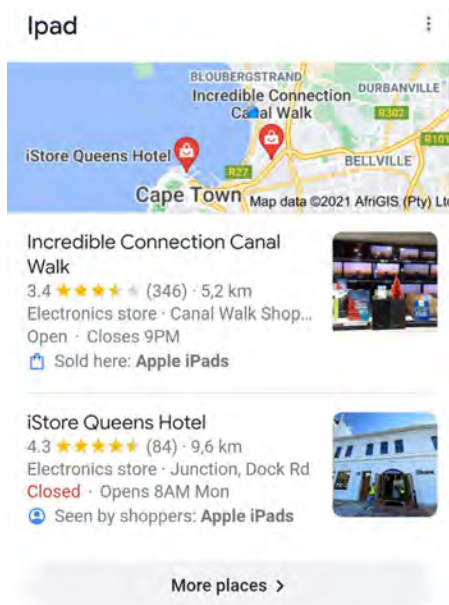 Ipad
BLOUBERGSTRAND
DURBANVILLE
Incredible Connection
Canal Walk
R302
R101
iStore Queens Hotel
BELLVILLE
R27
Cape Town
Map data ©2021 AfriGIS (Pty) Ltd
Incredible Connection Canal
Walk
3.4 (346) · 5,2 km
Electronics store · Canal Walk Shop...
Open · Closes 9PM
Sold here: Apple iPads
iStore Queens Hotel
4.3 (84) · 9,6 km
Electronics store · Junction, Dock Rd
Closed · Opens 8AM Mon
Seen by shoppers: Apple iPads
More places >